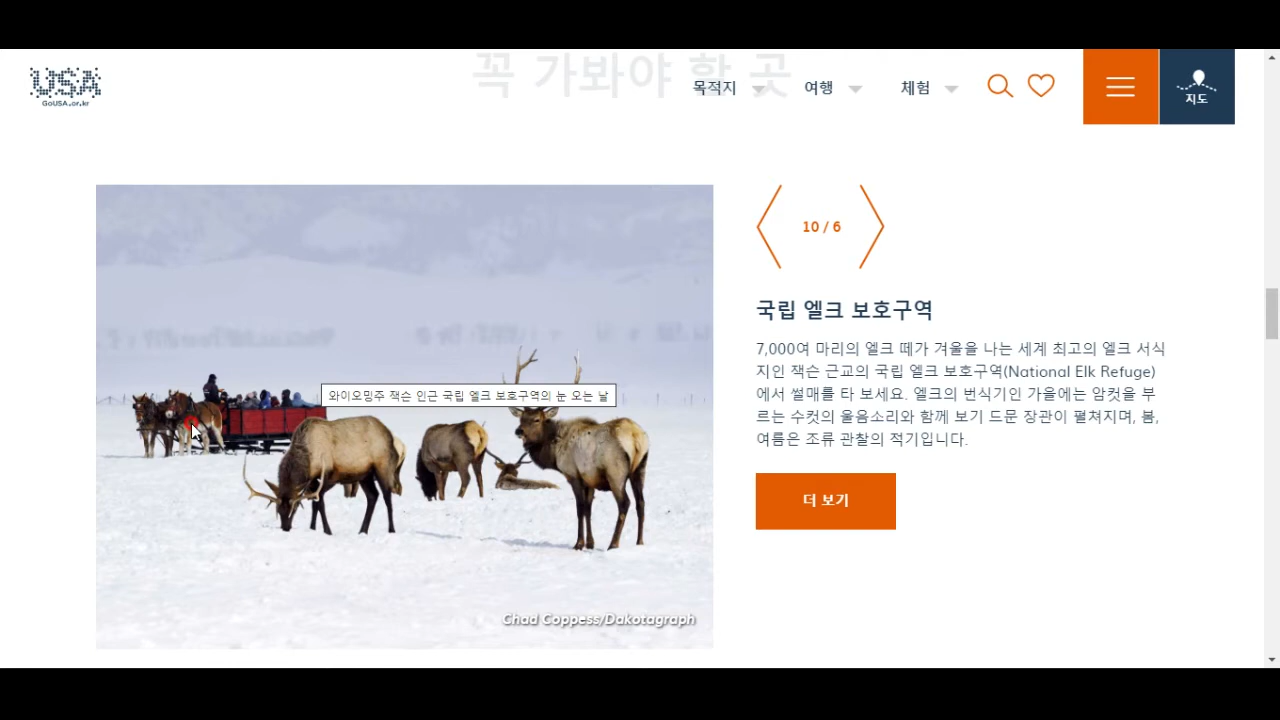 USA
GoUSA.or.kr
꼭 가봐야 할 곳
목적지
여행
체험
지도
10 / 6
국립 엘크 보호구역
7,000여 마리의 엘크 떼가 겨울을 나는 세계 최고의 엘크 서식
지인 잭슨 근교의 국립 엘크 보호구역(National Elk Refuge)
에서 썰매를 타 보세요. 엘크의 번식기인 가을에는 암컷을 부
르는 수컷의 울음소리와 함께 보기 드문 장관이 펼쳐지며, 봄,
여름은 조류 관찰의 적기입니다.
더 보기
와이오밍주 잭슨 인근 국립 엘크 보호구역의 눈 오는 날
Chad Coppess/Dakotagraph